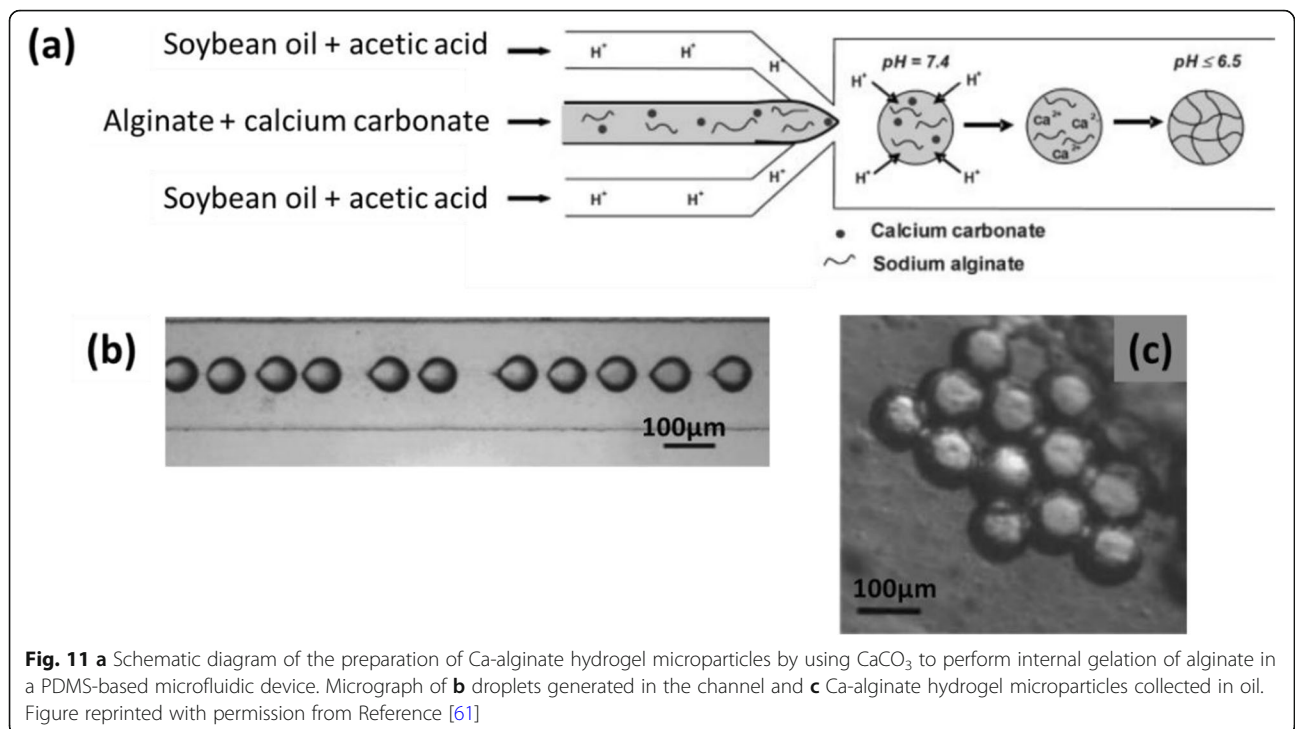 (a)
Soybean oil + acetic acid
H⁺ H⁺ H⁺
Alginate + calcium carbonate
Soybean oil + acetic acid
H⁺ H⁺ H⁺
pH = 7.4
pH ≤ 6.5
H⁺ H⁺
Ca²⁺ Ca²
Ca²⁺
H⁺ H⁺
Calcium carbonate
Sodium alginate
(b)
100µm
(c)
100µm
Fig. 11 a Schematic diagram of the preparation of Ca-alginate hydrogel microparticles by using CaCO₃ to perform internal gelation of alginate in
a PDMS-based microfluidic device. Micrograph of b droplets generated in the channel and c Ca-alginate hydrogel microparticles collected in oil.
Figure reprinted with permission from Reference [61]